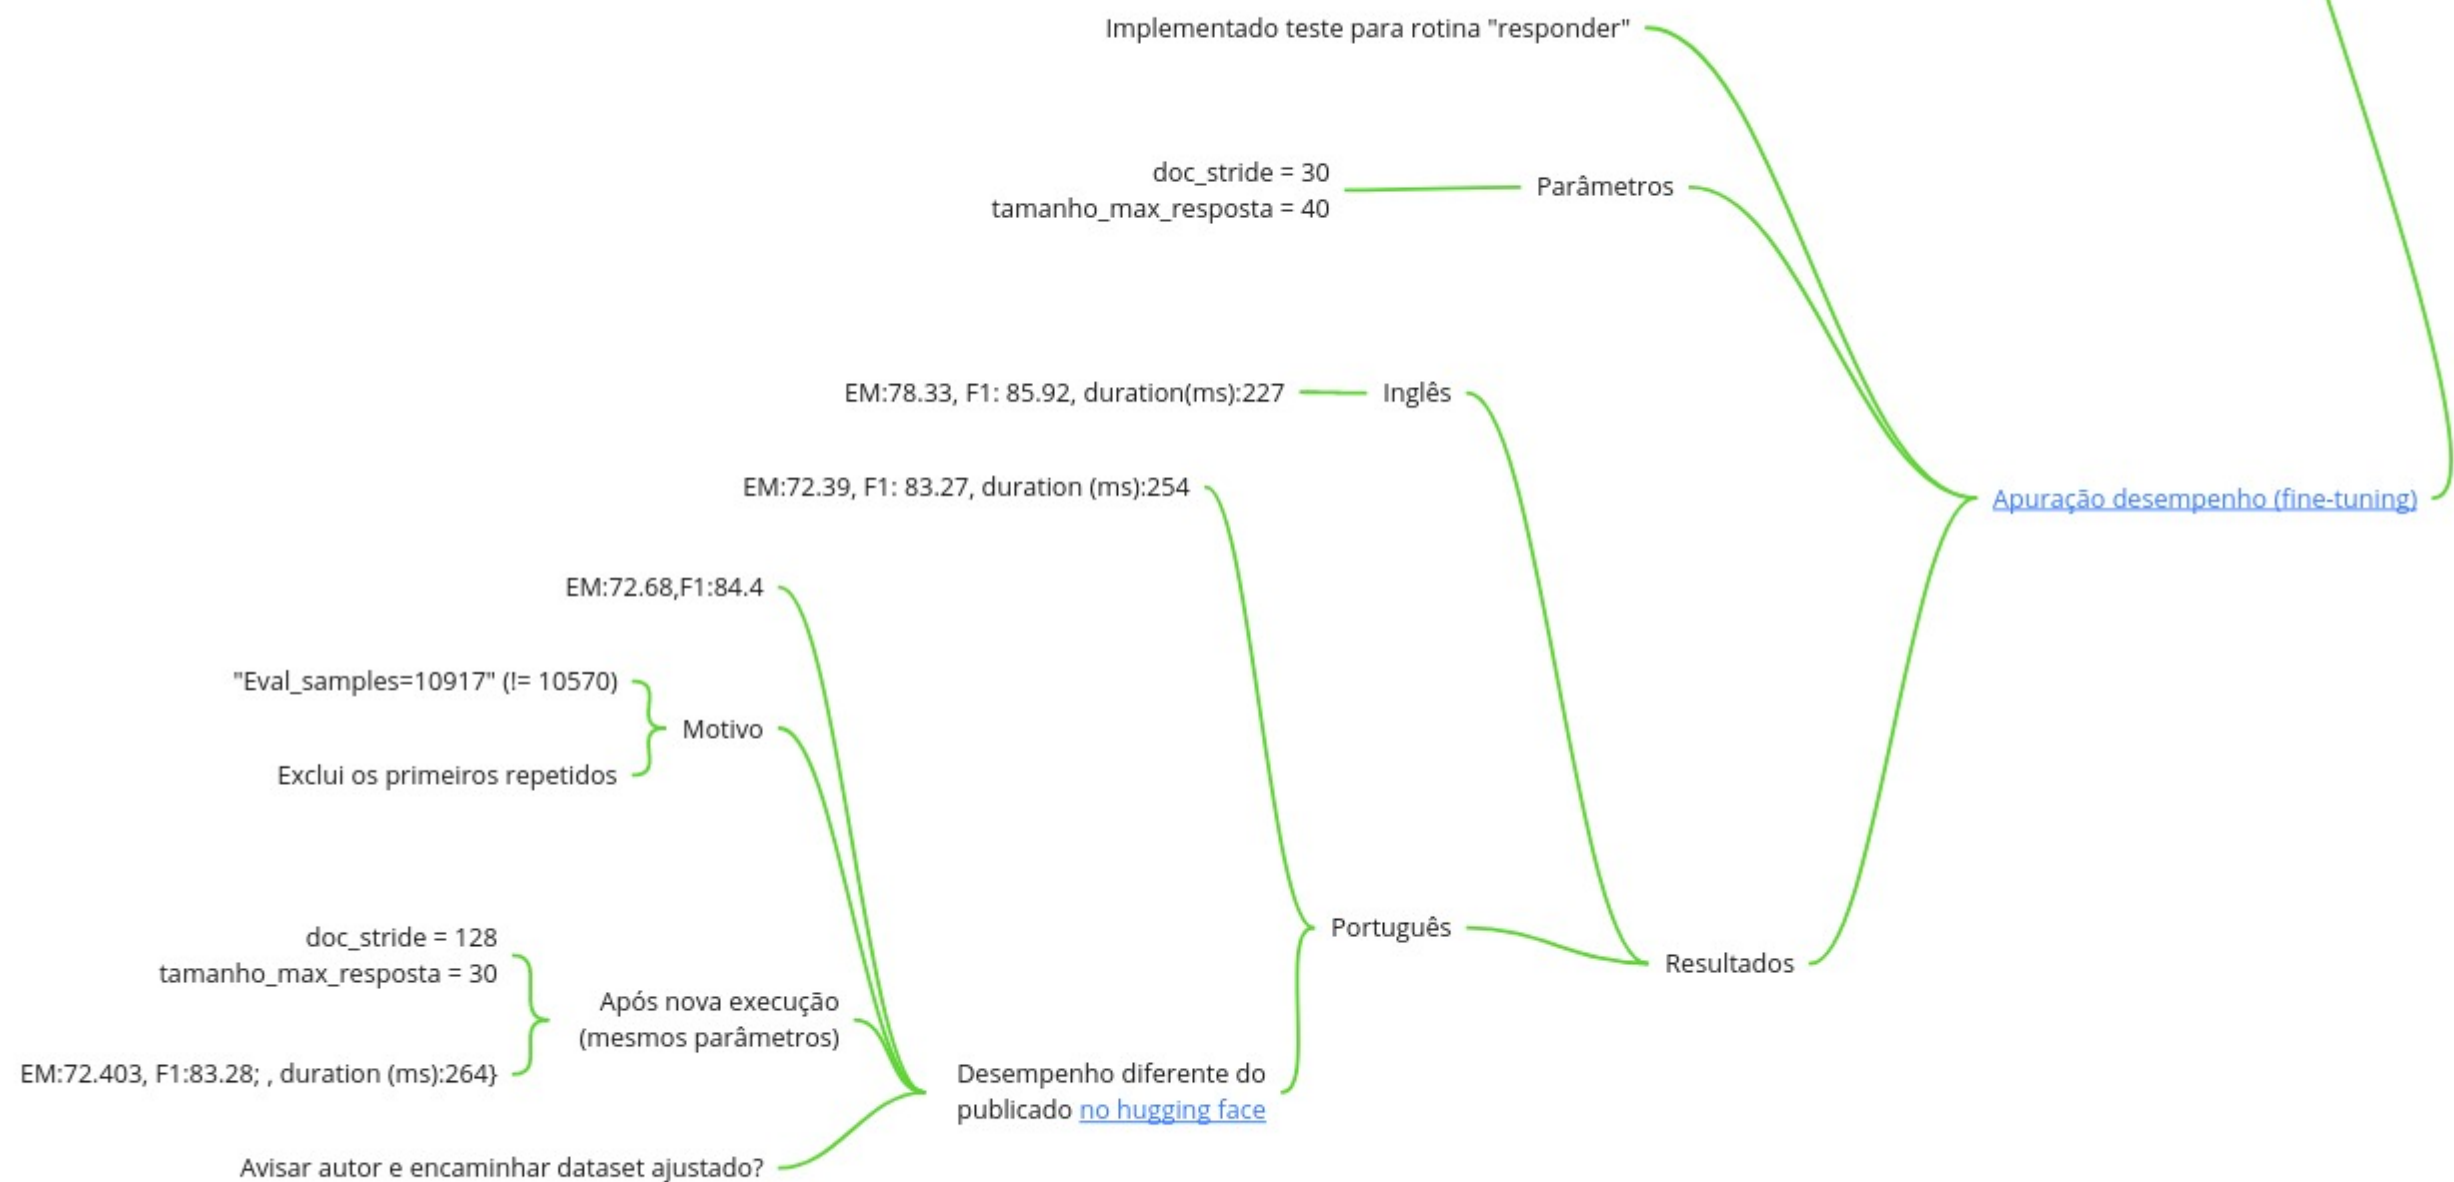 Implementado teste para rotina "responder"
doc_stride = 30
tamanho_max_resposta = 40
Parâmetros
EM:78.33, F1: 85.92, duration(ms):227
Inglês
EM:72.39, F1: 83.27, duration (ms):254
Apuração desempenho (fine-tuning)
EM:72.68,F1:84.4
"Eval_samples=10917" (!= 10570)
Motivo
Exclui os primeiros repetidos
Português
Resultados
doc_stride = 128
tamanho_max_resposta = 30
Após nova execução
(mesmos parâmetros)
EM:72.403, F1:83.28; , duration (ms):264}
Desempenho diferente do
publicado no hugging face
Avisar autor e encaminhar dataset ajustado?